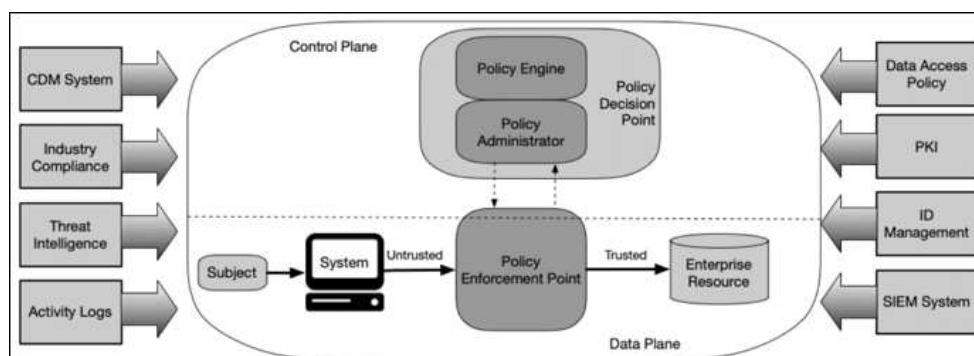 Control Plane
CDM System
Industry
Compliance
Threat
Intelligence
Activity Logs
Policy Engine
Policy
Administrator
Policy
Decision
Point
Subject
System
Untrusted
Policy
Enforcement Point
Trusted
Enterprise
Resource
Data Plane
Data Access
Policy
PKI
ID
Management
SIEM System